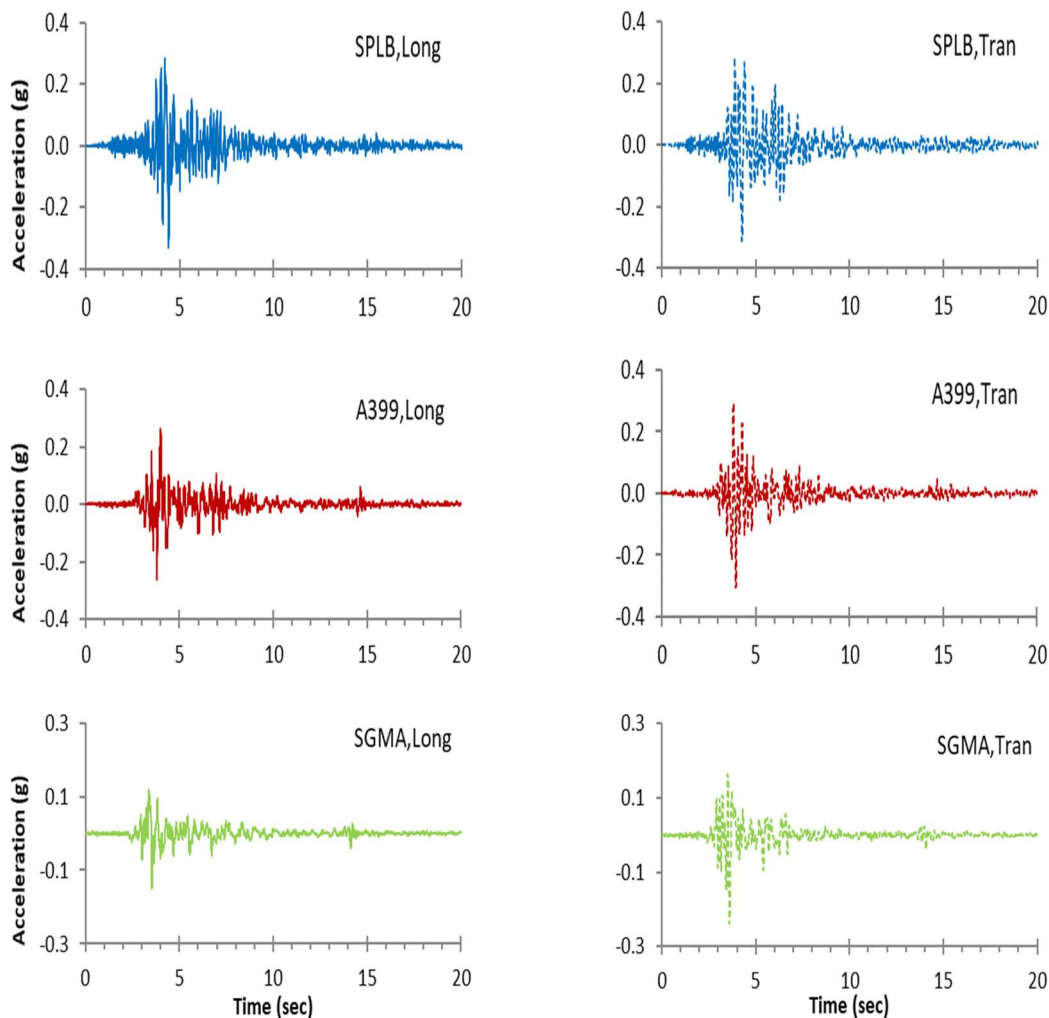 SPLB,Long
Acceleration (g)
0.4
0.2
0.0
-0.2
-0.4
0 5 10 15 20
SPLB,Tran
0.4
0.2
0.0
-0.2
-0.4
0 5 10 15 20
A399,Long
Acceleration (g)
0.4
0.2
0.0
-0.2
-0.4
0 5 10 15 20
A399,Tran
0.4
0.2
0.0
-0.2
-0.4
0 5 10 15 20
SGMA,Long
Acceleration (g)
0.3
0.1
-0.1
-0.3
0 5 10 15 20
Time (sec)
SGMA,Tran
0.3
0.1
-0.1
-0.3
0 5 10 15 20
Time (sec)